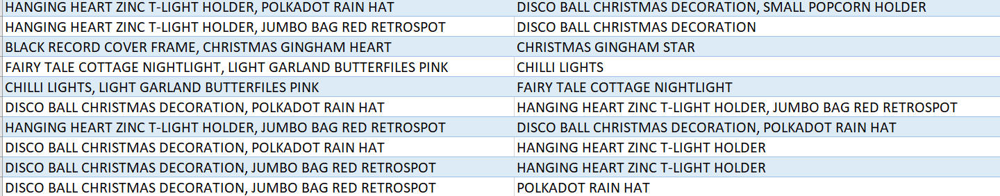 HANGING HEART ZINC T-LIGHT HOLDER, POLKADOT RAIN HAT DISCO BALL CHRISTMAS DECORATION, SMALL POPCORN HOLDER
HANGING HEART ZINC T-LIGHT HOLDER, JUMBO BAG RED RETROSPOT DISCO BALL CHRISTMAS DECORATION
BLACK RECORD COVER FRAME, CHRISTMAS GINGHAM HEART CHRISTMAS GINGHAM STAR
FAIRY TALE COTTAGE NIGHTLIGHT, LIGHT GARLAND BUTTERFILES PINK CHILLI LIGHTS
CHILLI LIGHTS, LIGHT GARLAND BUTTERFILES PINK FAIRY TALE COTTAGE NIGHTLIGHT
DISCO BALL CHRISTMAS DECORATION, POLKADOT RAIN HAT HANGING HEART ZINC T-LIGHT HOLDER, JUMBO BAG RED RETROSPOT
HANGING HEART ZINC T-LIGHT HOLDER, JUMBO BAG RED RETROSPOT DISCO BALL CHRISTMAS DECORATION, POLKADOT RAIN HAT
DISCO BALL CHRISTMAS DECORATION, POLKADOT RAIN HAT HANGING HEART ZINC T-LIGHT HOLDER
DISCO BALL CHRISTMAS DECORATION, JUMBO BAG RED RETROSPOT HANGING HEART ZINC T-LIGHT HOLDER
DISCO BALL CHRISTMAS DECORATION, JUMBO BAG RED RETROSPOT POLKADOT RAIN HAT